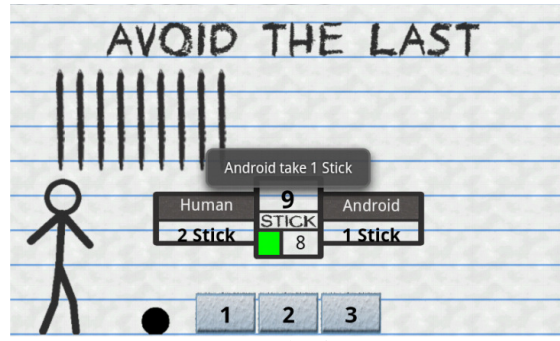 AVOID THE LAST
Android take 1 Stick
Human
9
Android
STICK
2 Stick
8
1 Stick
1
2
3